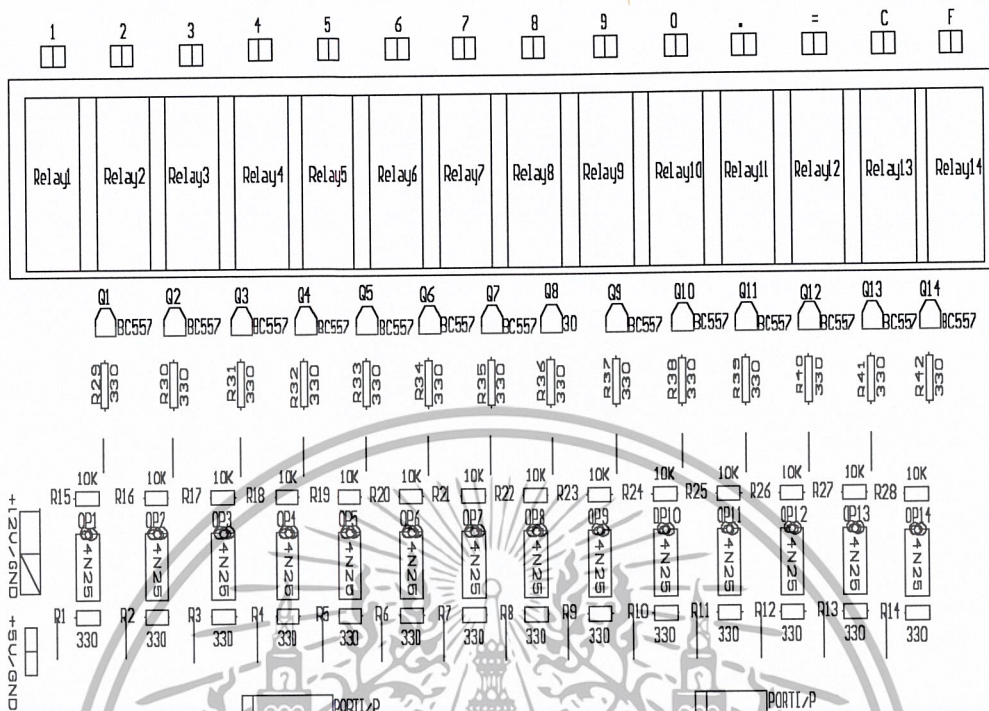 1 2 3 4 5 6 7 8 9 0 . = C F
Relay1 Relay2 Relay3 Relay4 Relay5 Relay6 Relay7 Relay8 Relay9 Relay10 Relay11 Relay12 Relay13 Relay14
Q1 Q2 Q3 Q4 Q5 Q6 Q7 Q8 Q9 Q10 Q11 Q12 Q13 Q14
BC557 BC557 BC557 BC557 BC557 BC557 BC557 30 BC557 BC557 BC557 BC557 BC557 BC557
R29 R30 R31 R32 R33 R34 R35 R36 R37 R38 R39 R40 R41 R42
330 330 330 330 330 330 330 330 330 330 330 330 330 330
10K 10K 10K 10K 10K 10K 10K 10K 10K 10K 10K 10K 10K 10K
R15 R16 R17 R18 R19 R20 R21 R22 R23 R24 R25 R26 R27 R28
+12V/GND
OP1 OP2 OP3 OP4 OP5 OP6 OP7 OP8 OP9 OP10 OP11 OP12 OP13 OP14
4N25 4N25 4N25 4N25 4N25 4N25 4N25 4N25 4N25 4N25 4N25 4N25 4N25 4N25
R1 R2 R3 R4 R5 R6 R7 R8 R9 R10 R11 R12 R13 R14
330 330 330 330 330 330 330 330 330 330 330 330 330 330
+5V/GND
PORTI/P PORTI/P